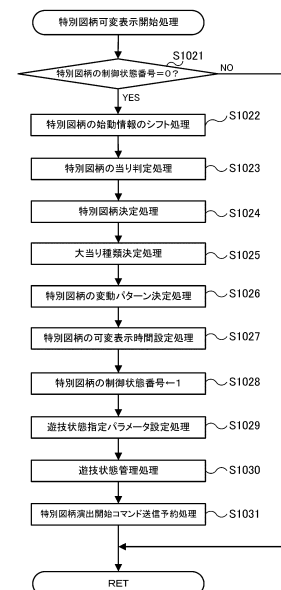 特別図柄可変表示開始処理
S1021
特別図柄の制御状態番号=0?
NO
YES
特別図柄の始動情報のシフト処理
S1022
特別図柄の当り判定処理
S1023
特別図柄決定処理
S1024
大当り種類決定処理
S1025
特別図柄の変動パターン決定処理
S1026
特別図柄の可変表示時間設定処理
S1027
特別図柄の制御状態番号←1
S1028
遊技状態指定パラメータ設定処理
S1029
遊技状態管理処理
S1030
特別図柄演出開始コマンド送信予約処理
S1031
RET